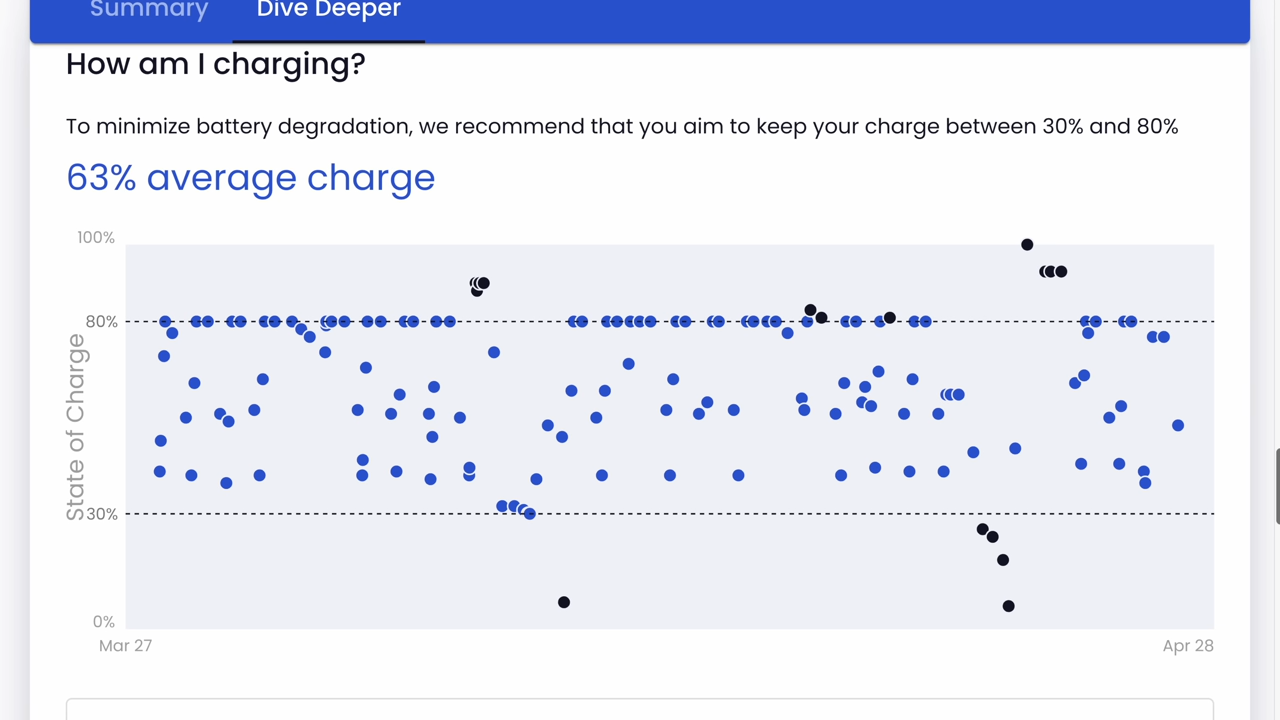 Summary Dive Deeper
How am I charging?
To minimize battery degradation, we recommend that you aim to keep your charge between 30% and 80%
63% average charge
100%
80%
State of Charge
30%
0%
Mar 27 Apr 28